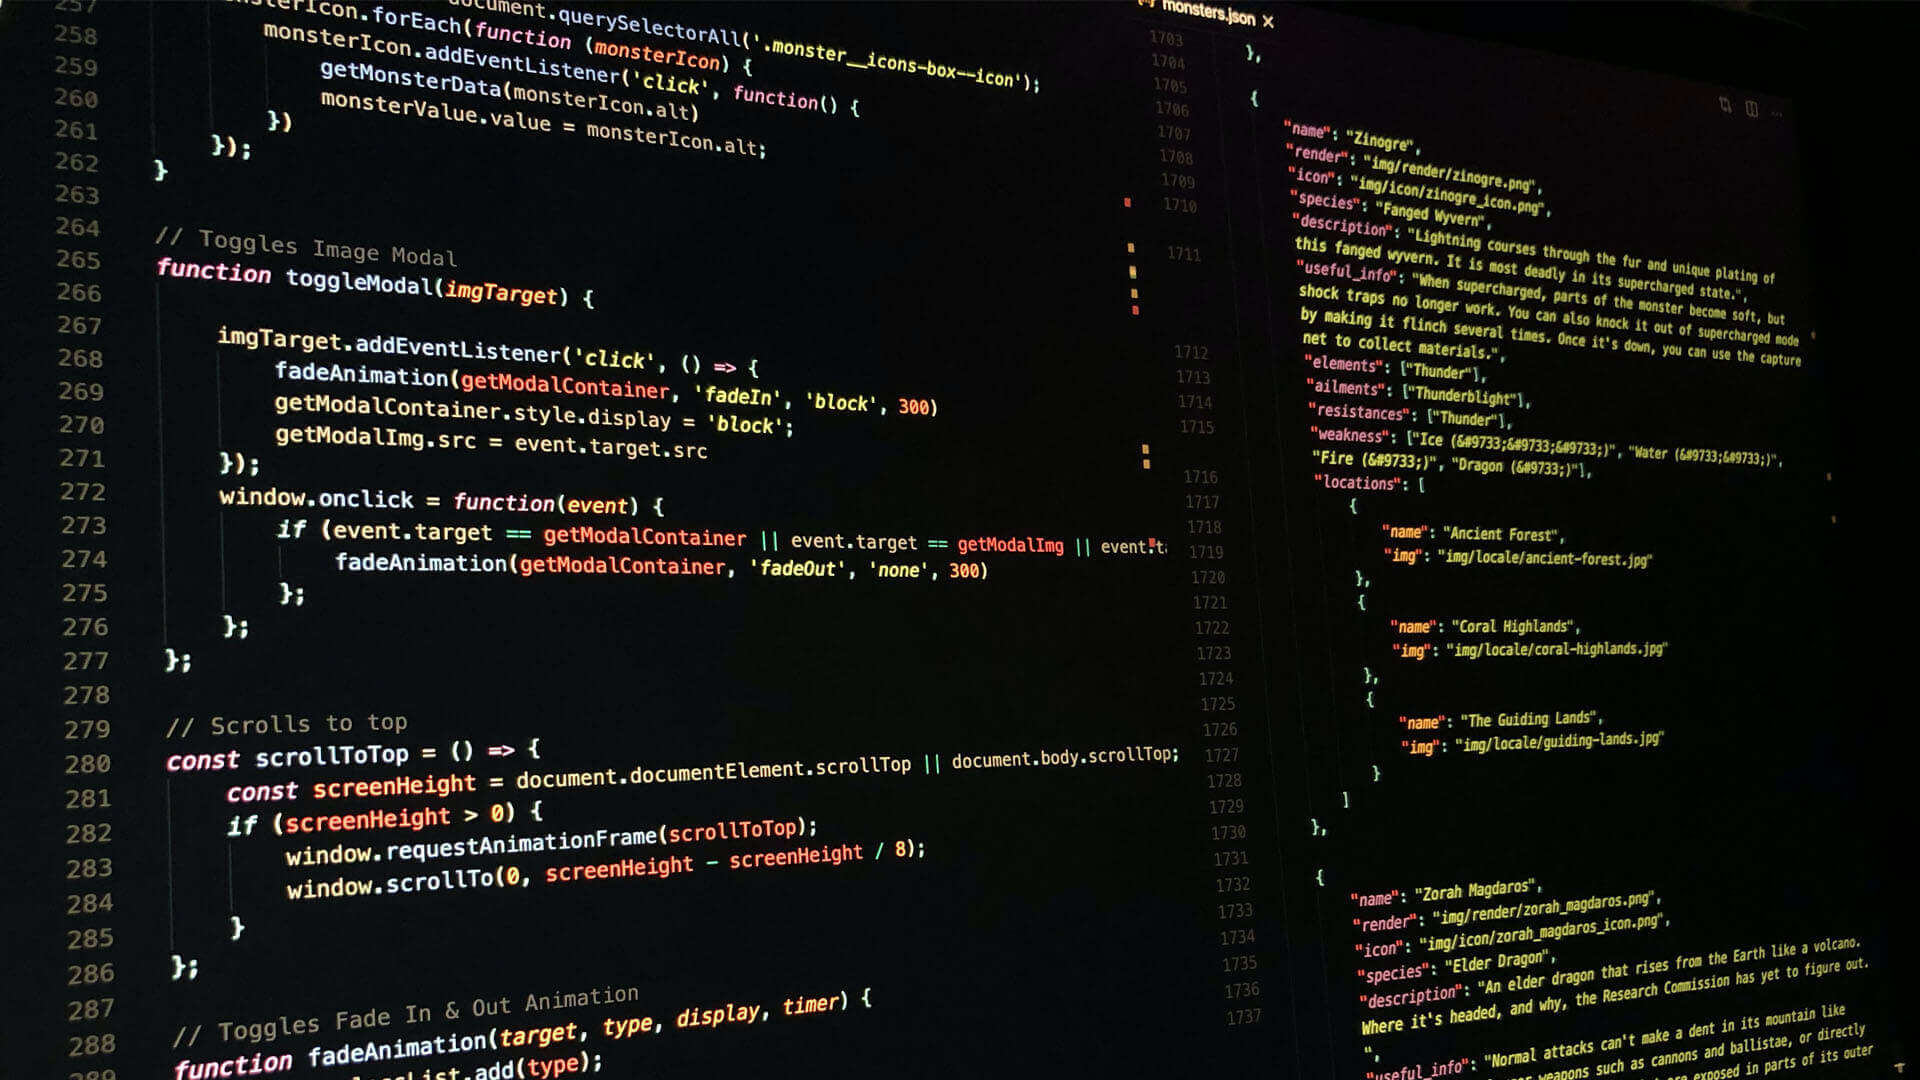 257
258
259
260
261
262
263
264
265
266
267
268
269
270
271
272
273
274
275
276
277
278
279
280
281
282
283
284
285
286
287
288
289
document.querySelectorAll('.monster__icons-box--icon');
monsterIcon.forEach(function (monsterIcon) {
monsterIcon.addEventListener('click', function() {
getMonsterData(monsterIcon.alt)
monsterValue.value = monsterIcon.alt;
})
});
}
// Toggles Image Modal
function toggleModal(imgTarget) {
imgTarget.addEventListener('click', () => {
fadeAnimation(getModalContainer, 'fadeIn', 'block', 300)
getModalContainer.style.display = 'block';
getModalImg.src = event.target.src
});
window.onclick = function(event) {
if (event.target == getModalContainer || event.target == getModalImg || event.t
fadeAnimation(getModalContainer, 'fadeOut', 'none', 300)
};
};
};
// Scrolls to top
const scrollToTop = () => {
const screenHeight = document.documentElement.scrollTop || document.body.scrollTop;
if (screenHeight > 0) {
window.requestAnimationFrame(scrollToTop);
window.scrollTo(0, screenHeight - screenHeight / 8);
}
};
// Toggles Fade In & Out Animation
function fadeAnimation(target, type, display, timer) {
.add(type);
monsters.json ×
1703
1704
1705
1706
1707
1708
1709
1710
1711
1712
1713
1714
1715
1716
1717
1718
1719
1720
1721
1722
1723
1724
1725
1726
1727
1728
1729
1730
1731
1732
1733
1734
1735
1736
1737
},
{
"name": "Zinogre",
"render": "img/render/zinogre.png",
"icon": "img/icon/zinogre_icon.png",
"species": "Fanged Wyvern",
"description": "Lightning courses through the fur and unique plating of
this fanged wyvern. It is most deadly in its supercharged state.",
"useful_info": "When supercharged, parts of the monster become soft, but
shock traps no longer work. You can also knock it out of supercharged mode
by making it flinch several times. Once it's down, you can use the capture
net to collect materials.",
"elements": ["Thunder"],
"ailments": ["Thunderblight"],
"resistances": ["Thunder"],
"weakness": ["Ice (&#9733;&#9733;&#9733;)", "Water (&#9733;&#9733;)",
"Fire (&#9733;)", "Dragon (&#9733;)"],
"locations": [
{
"name": "Ancient Forest",
"img": "img/locale/ancient-forest.jpg"
},
{
"name": "Coral Highlands",
"img": "img/locale/coral-highlands.jpg"
},
{
"name": "The Guiding Lands",
"img": "img/locale/guiding-lands.jpg"
}
]
},
{
"name": "Zorah Magdaros",
"render": "img/render/zorah_magdaros.png",
"icon": "img/icon/zorah_magdaros_icon.png",
"species": "Elder Dragon",
"description": "An elder dragon that rises from the Earth like a volcano.
Where it's headed, and why, the Research Commission has yet to figure out.
",
"useful_info": "Normal attacks can't make a dent in its mountain like
weapons such as cannons and ballistae, or directly
exposed in parts of its outer